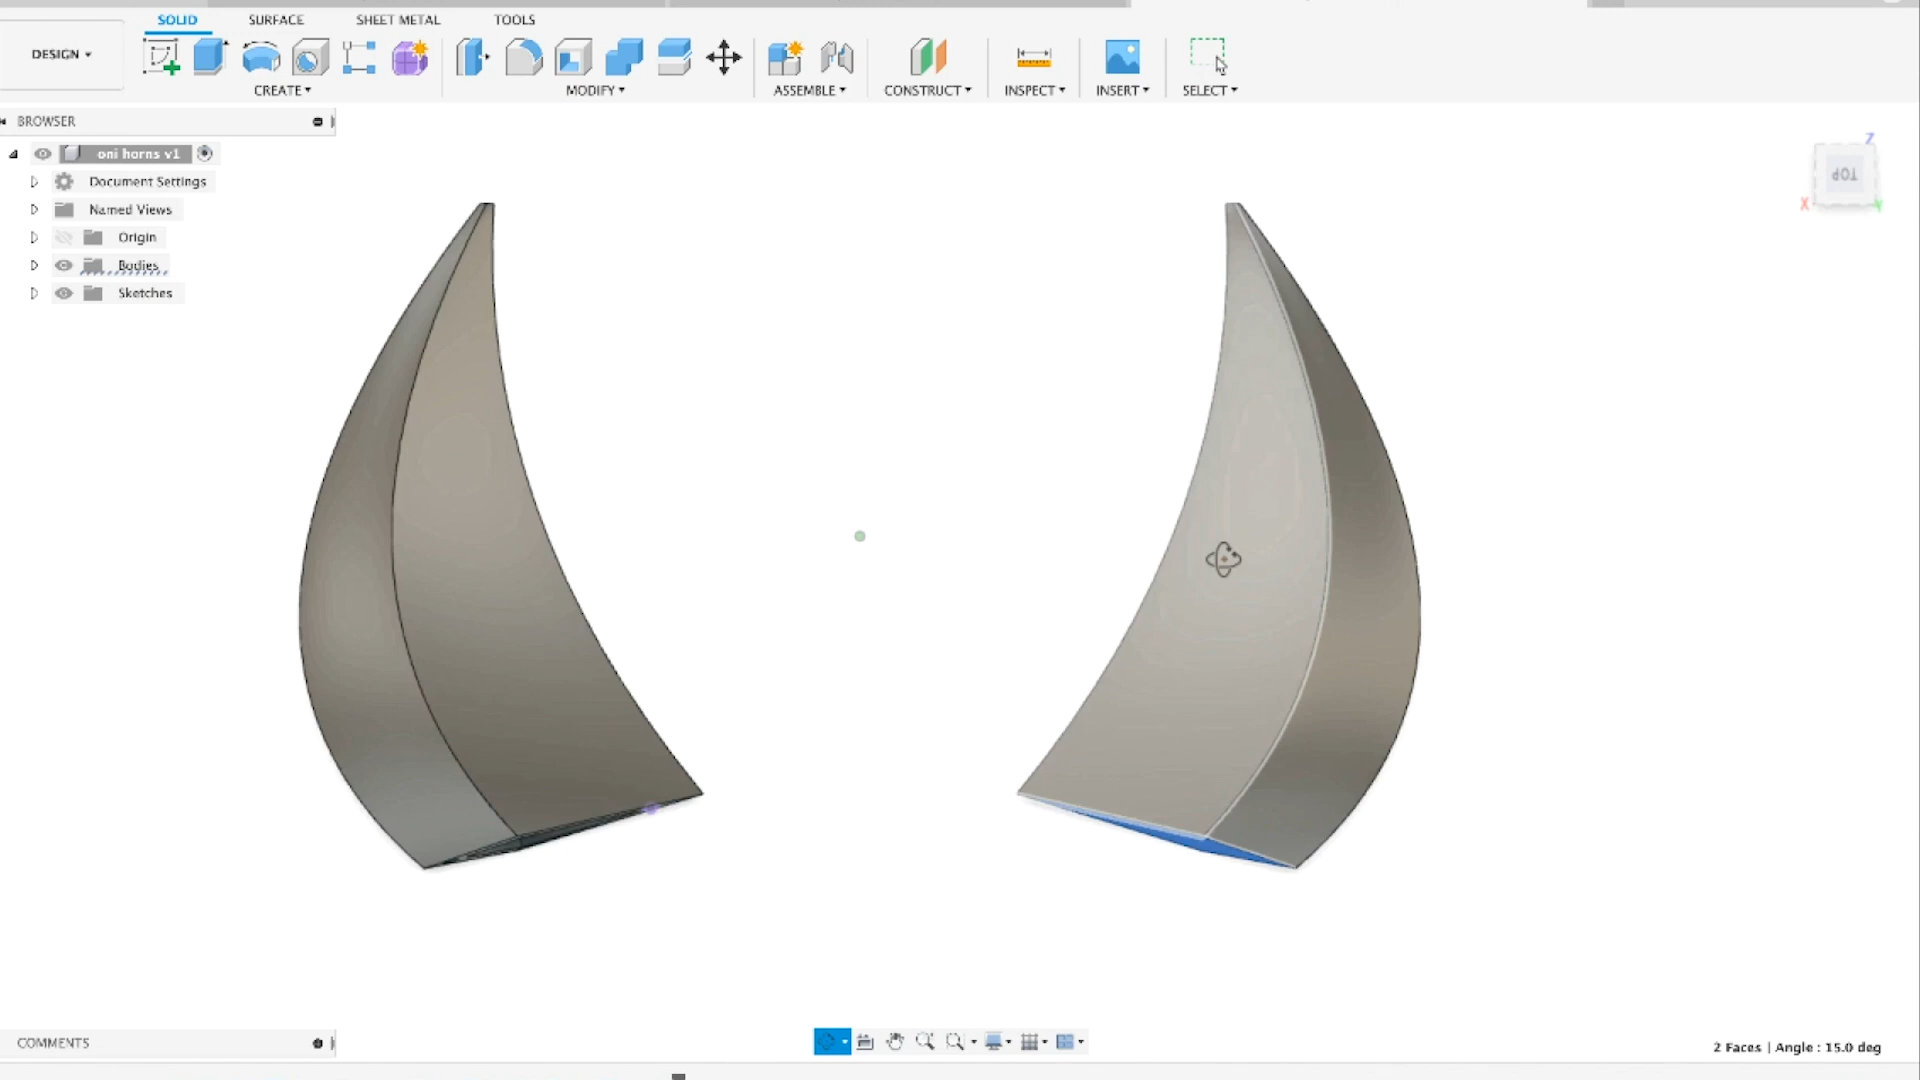 SOLID
SURFACE
SHEET METAL
TOOLS
DESIGN
CREATE
MODIFY
ASSEMBLE
CONSTRUCT
INSPECT
INSERT
SELECT
BROWSER
oni horns v1
Document Settings
Named Views
Origin
Bodies
Sketches
Z
TOP
X
Y
COMMENTS
2 Faces | Angle : 15.0 deg